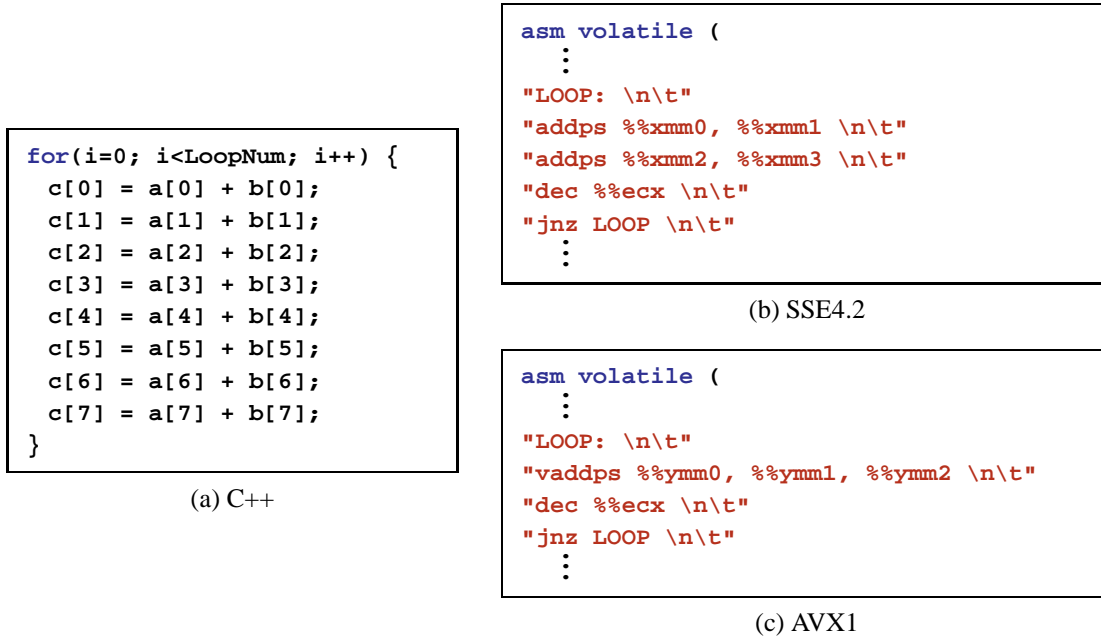 for(i=0; i<LoopNum; i++) {
c[0] = a[0] + b[0];
c[1] = a[1] + b[1];
c[2] = a[2] + b[2];
c[3] = a[3] + b[3];
c[4] = a[4] + b[4];
c[5] = a[5] + b[5];
c[6] = a[6] + b[6];
c[7] = a[7] + b[7];
}
(a) C++
asm volatile (
⋮
"LOOP: \n\t"
"addps %%xmm0, %%xmm1 \n\t"
"addps %%xmm2, %%xmm3 \n\t"
"dec %%ecx \n\t"
"jnz LOOP \n\t"
⋮
(b) SSE4.2
asm volatile (
⋮
"LOOP: \n\t"
"vaddps %%ymm0, %%ymm1, %%ymm2 \n\t"
"dec %%ecx \n\t"
"jnz LOOP \n\t"
⋮
(c) AVX1